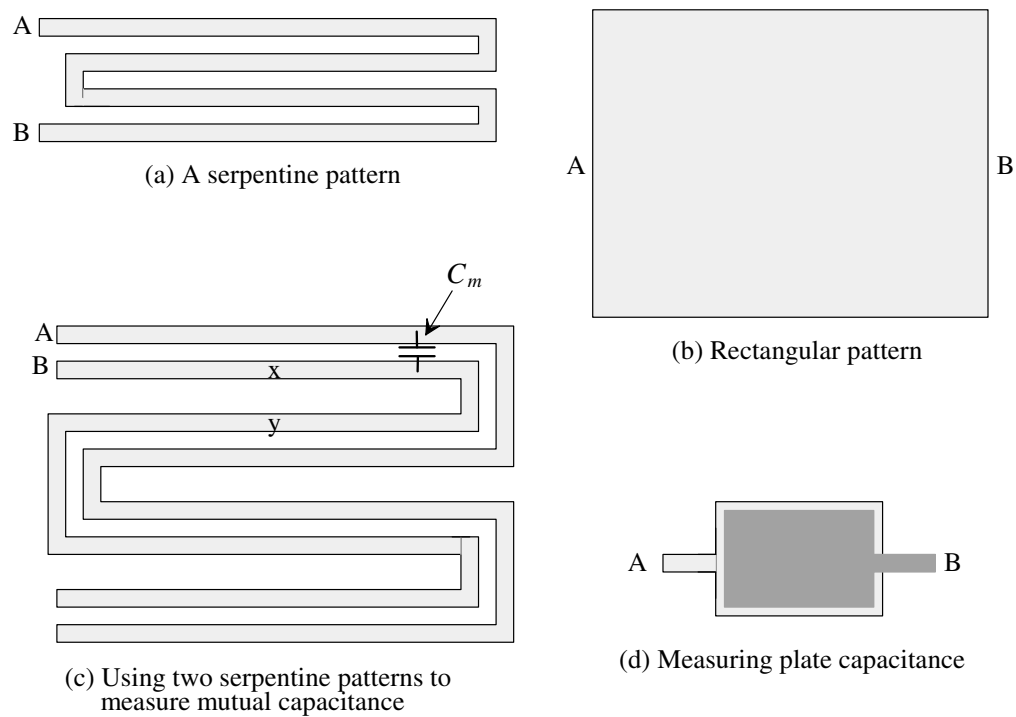 A
B
(a) A serpentine pattern
A
B
(b) Rectangular pattern
C_m
A
B
x
y
(c) Using two serpentine patterns to
measure mutual capacitance
A
B
(d) Measuring plate capacitance